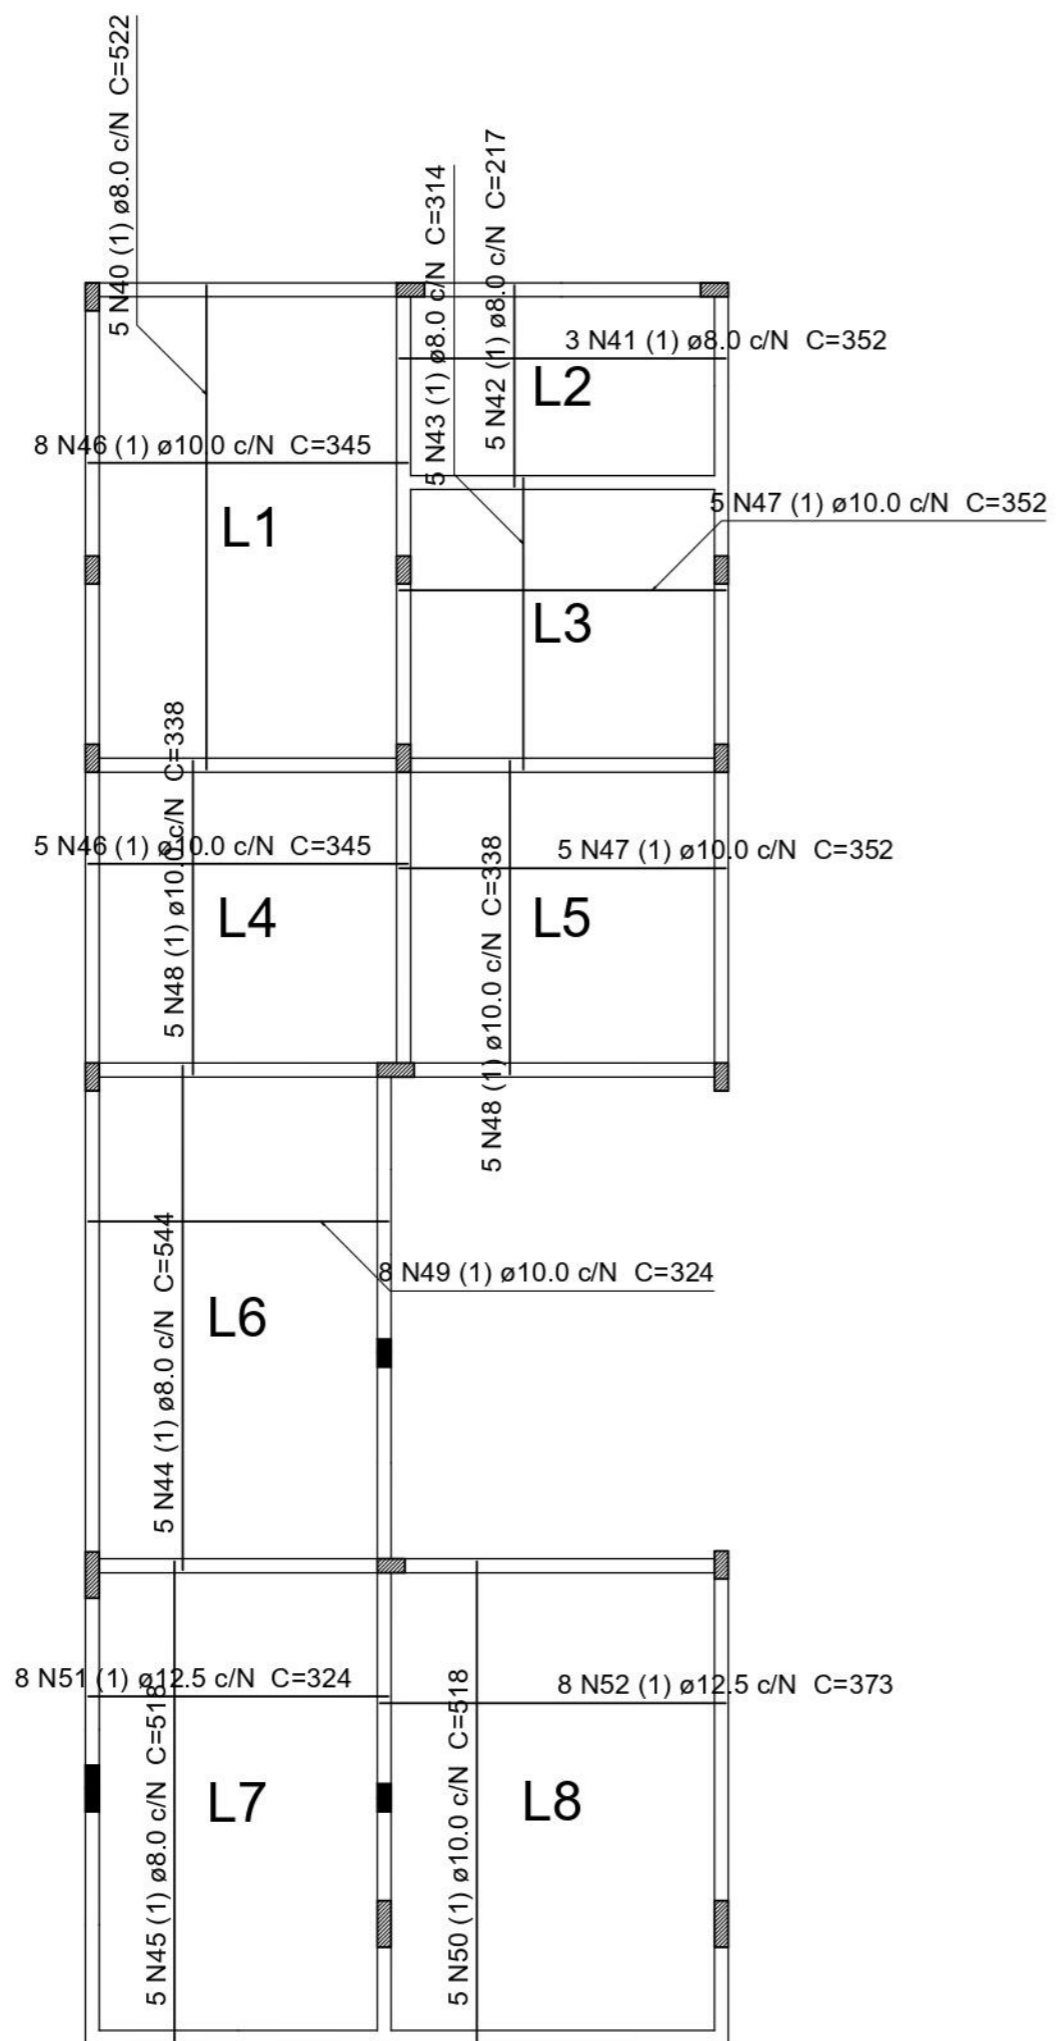 5 N40 (1) ø8.0 c/N C=522
5 N43 (1) ø8.0 c/N C=314
5 N42 (1) ø8.0 c/N C=217
3 N41 (1) ø8.0 c/N C=352
L2
8 N46 (1) ø10.0 c/N C=345
L1
5 N47 (1) ø10.0 c/N C=352
L3
5 N48 (1) ø10.0 c/N C=338
5 N46 (1) ø10.0 c/N C=345
5 N47 (1) ø10.0 c/N C=352
L4
5 N48 (1) ø10.0 c/N C=338
L5
5 N44 (1) ø8.0 c/N C=544
8 N49 (1) ø10.0 c/N C=324
L6
8 N51 (1) ø12.5 c/N C=324
8 N52 (1) ø12.5 c/N C=373
5 N45 (1) ø8.0 c/N C=518
L7
5 N50 (1) ø10.0 c/N C=518
L8